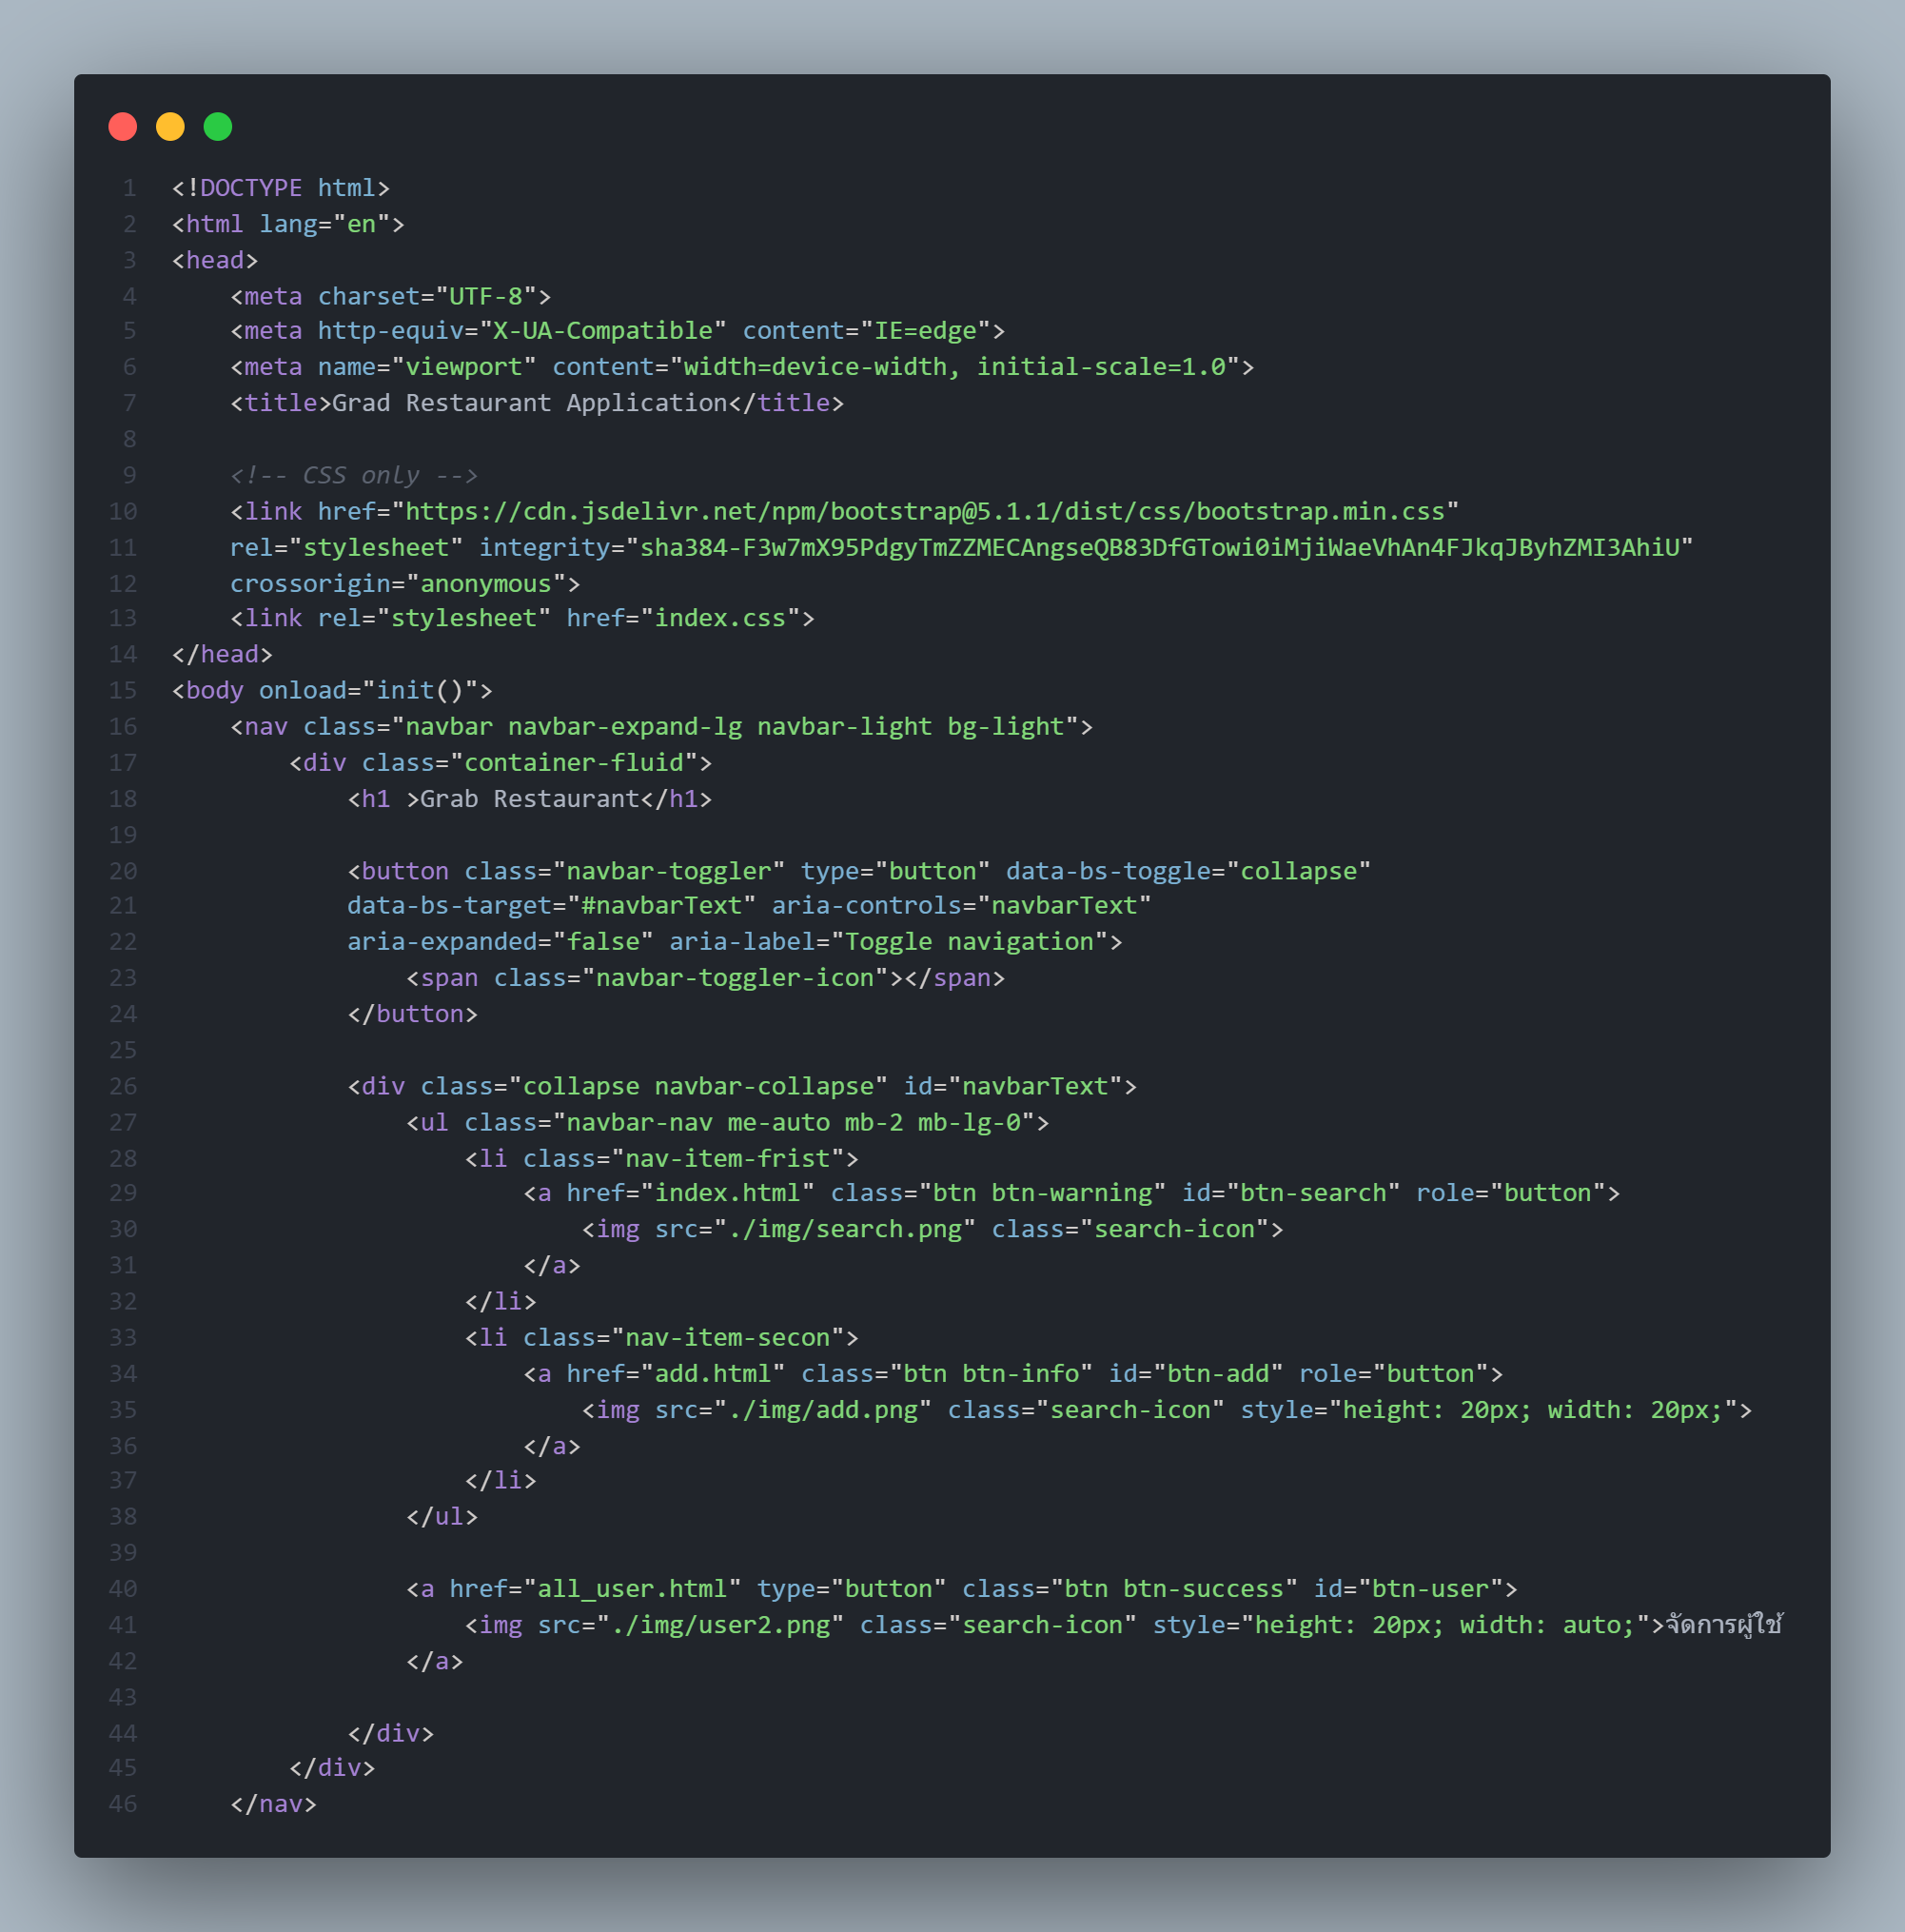 1 <!DOCTYPE html>
2 <html lang="en">
3 <head>
4     <meta charset="UTF-8">
5     <meta http-equiv="X-UA-Compatible" content="IE=edge">
6     <meta name="viewport" content="width=device-width, initial-scale=1.0">
7     <title>Grad Restaurant Application</title>
8
9     <!-- CSS only -->
10     <link href="https://cdn.jsdelivr.net/npm/bootstrap@5.1.1/dist/css/bootstrap.min.css"
11     rel="stylesheet" integrity="sha384-F3w7mX95PdgyTmZZMECAngseQB83DfGTowi0iMjiWaeVhAn4FJkqJByhZMI3AhiU"
12     crossorigin="anonymous">
13     <link rel="stylesheet" href="index.css">
14 </head>
15 <body onload="init()">
16     <nav class="navbar navbar-expand-lg navbar-light bg-light">
17         <div class="container-fluid">
18             <h1 >Grab Restaurant</h1>
19
20             <button class="navbar-toggler" type="button" data-bs-toggle="collapse"
21             data-bs-target="#navbarText" aria-controls="navbarText"
22             aria-expanded="false" aria-label="Toggle navigation">
23                 <span class="navbar-toggler-icon"></span>
24             </button>
25
26             <div class="collapse navbar-collapse" id="navbarText">
27                 <ul class="navbar-nav me-auto mb-2 mb-lg-0">
28                     <li class="nav-item-frist">
29                         <a href="index.html" class="btn btn-warning" id="btn-search" role="button">
30                             <img src="./img/search.png" class="search-icon">
31                         </a>
32                     </li>
33                     <li class="nav-item-secon">
34                         <a href="add.html" class="btn btn-info" id="btn-add" role="button">
35                             <img src="./img/add.png" class="search-icon" style="height: 20px; width: 20px;">
36                         </a>
37                     </li>
38                 </ul>
39
40                 <a href="all_user.html" type="button" class="btn btn-success" id="btn-user">
41                     <img src="./img/user2.png" class="search-icon" style="height: 20px; width: auto;">จัดการผู้ใช้
42                 </a>
43
44             </div>
45         </div>
46     </nav>